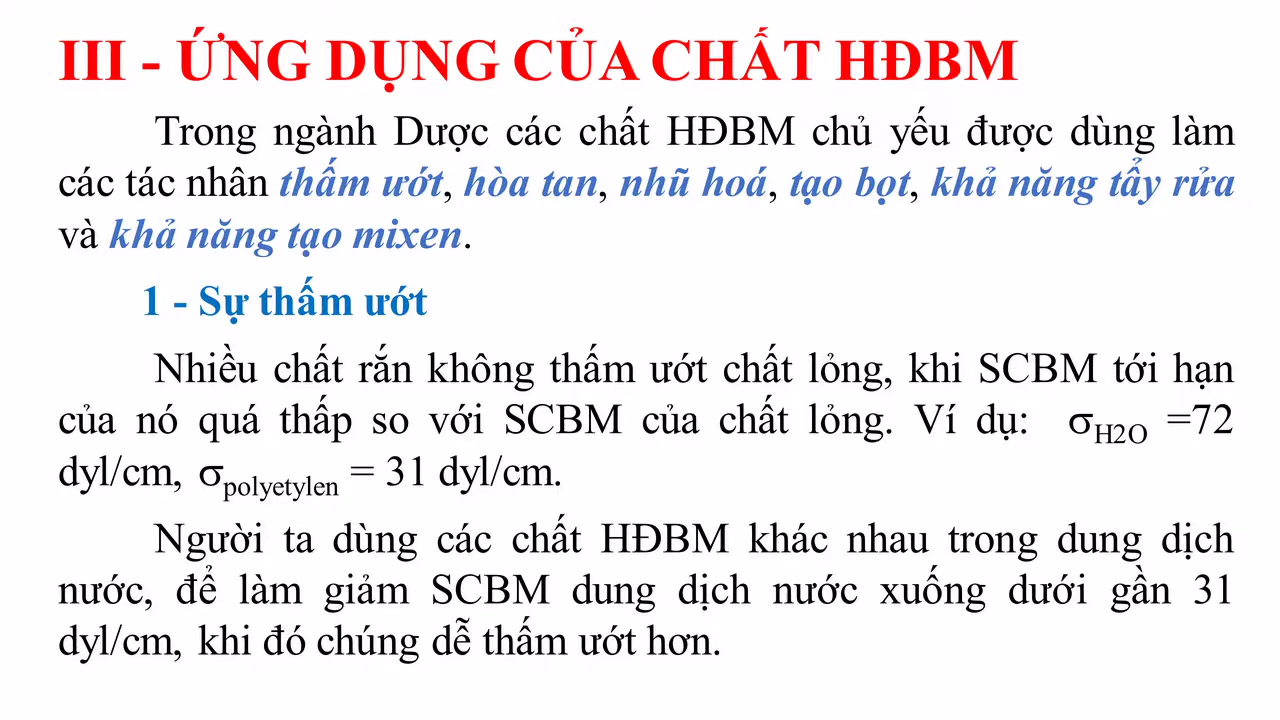 III - ỨNG DỤNG CỦA CHẤT HĐBM
Trong ngành Dược các chất HĐBM chủ yếu được dùng làm
các tác nhân thấm ướt, hòa tan, nhũ hoá, tạo bọt, khả năng tẩy rửa
và khả năng tạo mixen.
1 - Sự thấm ướt
Nhiều chất rắn không thấm ướt chất lỏng, khi SCBM tới hạn
của nó quá thấp so với SCBM của chất lỏng. Ví dụ: σH2O =72
dyl/cm, σpolyetylen = 31 dyl/cm.
Người ta dùng các chất HĐBM khác nhau trong dung dịch
nước, để làm giảm SCBM dung dịch nước xuống dưới gần 31
dyl/cm, khi đó chúng dễ thấm ướt hơn.